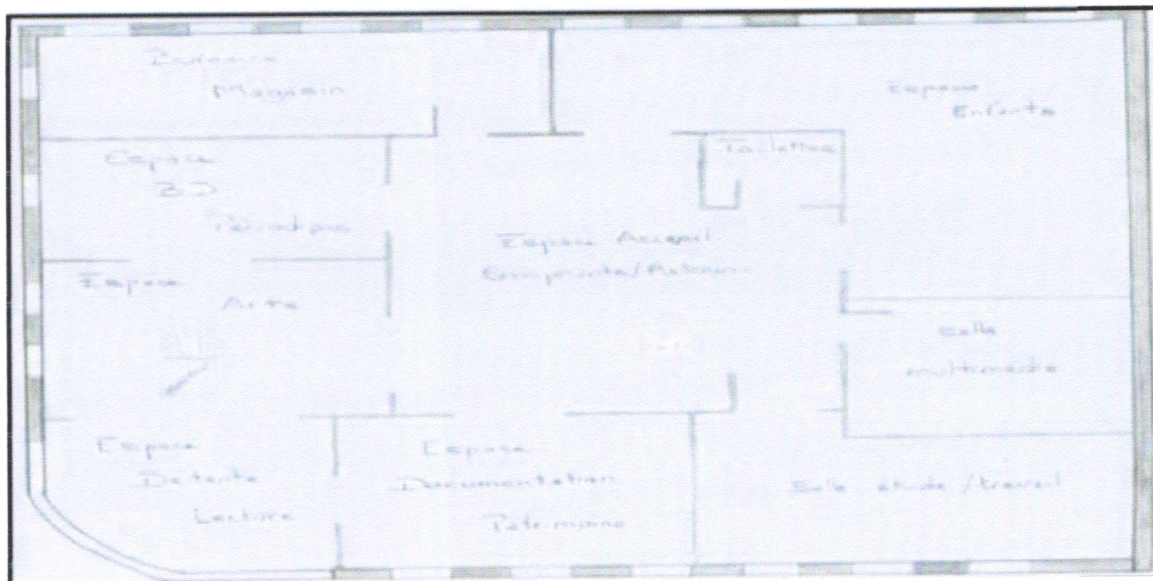 Bureaux
Magasin
Espace
Enfants
Espace
BD
Périodiques
Toilettes
Espace Accueil
Emprunts/Retours
Espace
Arts
Salle
multimédia
Espace
Détente
Lecture
Espace
Documentation
Patrimoine
Salle étude/travail